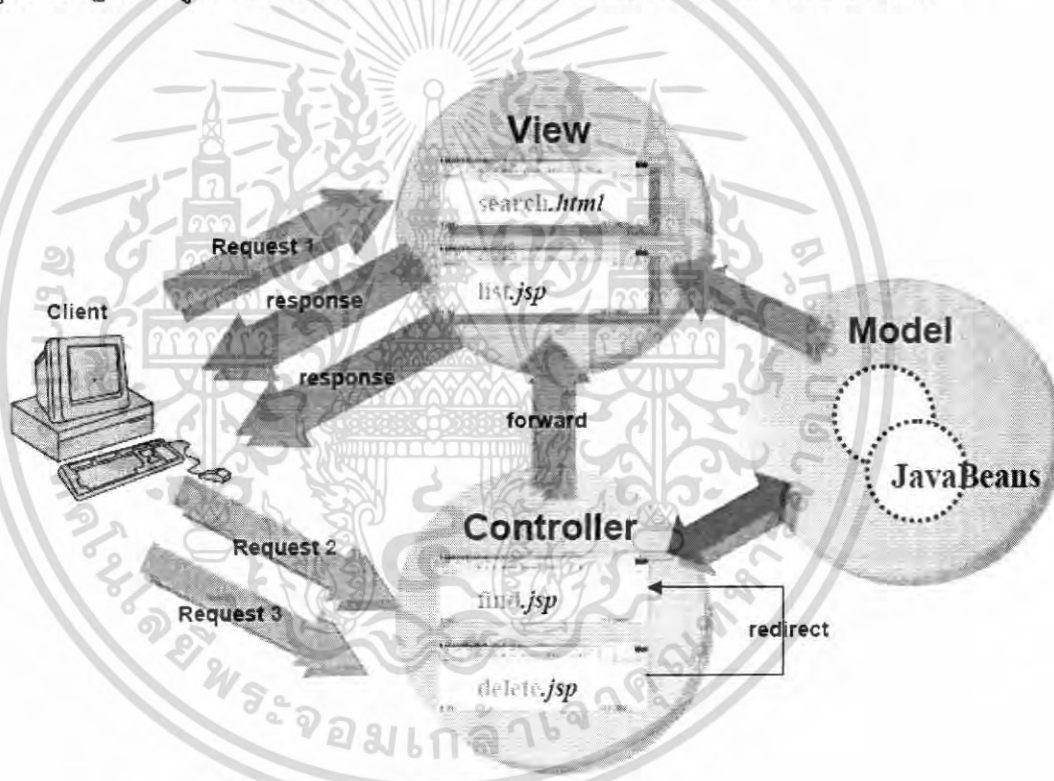 View
search.html
Request 1
list.jsp
response
Client
Model
response
forward
JavaBeans
Controller
Request 2
find.jsp
Request 3
redirect
delete.jsp